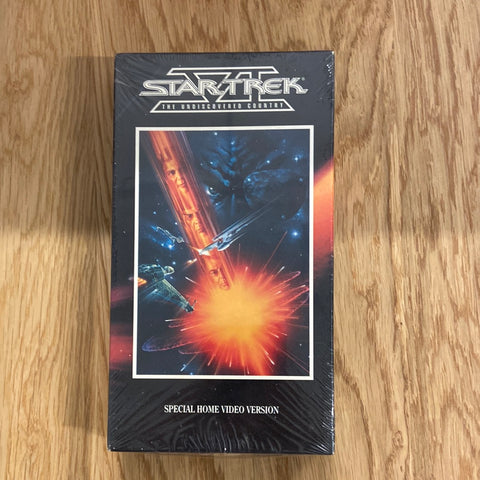 STAR TREK®
VI
THE UNDISCOVERED COUNTRY
SPECIAL HOME VIDEO VERSION